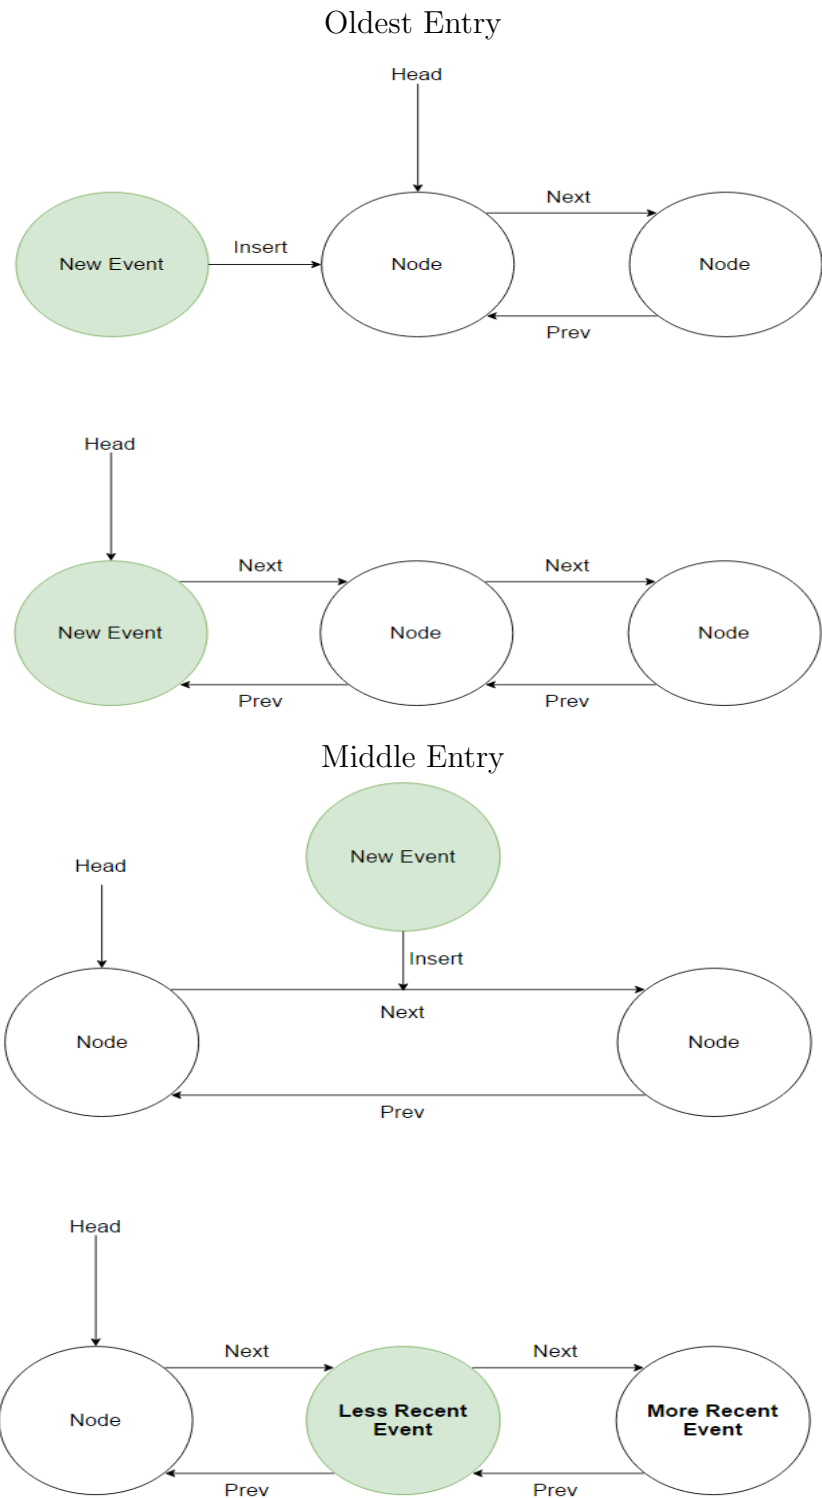 Oldest Entry
Head
Next
New Event
Insert
Node
Node
Prev
Head
Next
Next
New Event
Node
Node
Prev
Prev
Middle Entry
New Event
Head
Insert
Next
Node
Node
Prev
Head
Next
Next
Node
Less Recent
Event
More Recent
Event
Prev
Prev